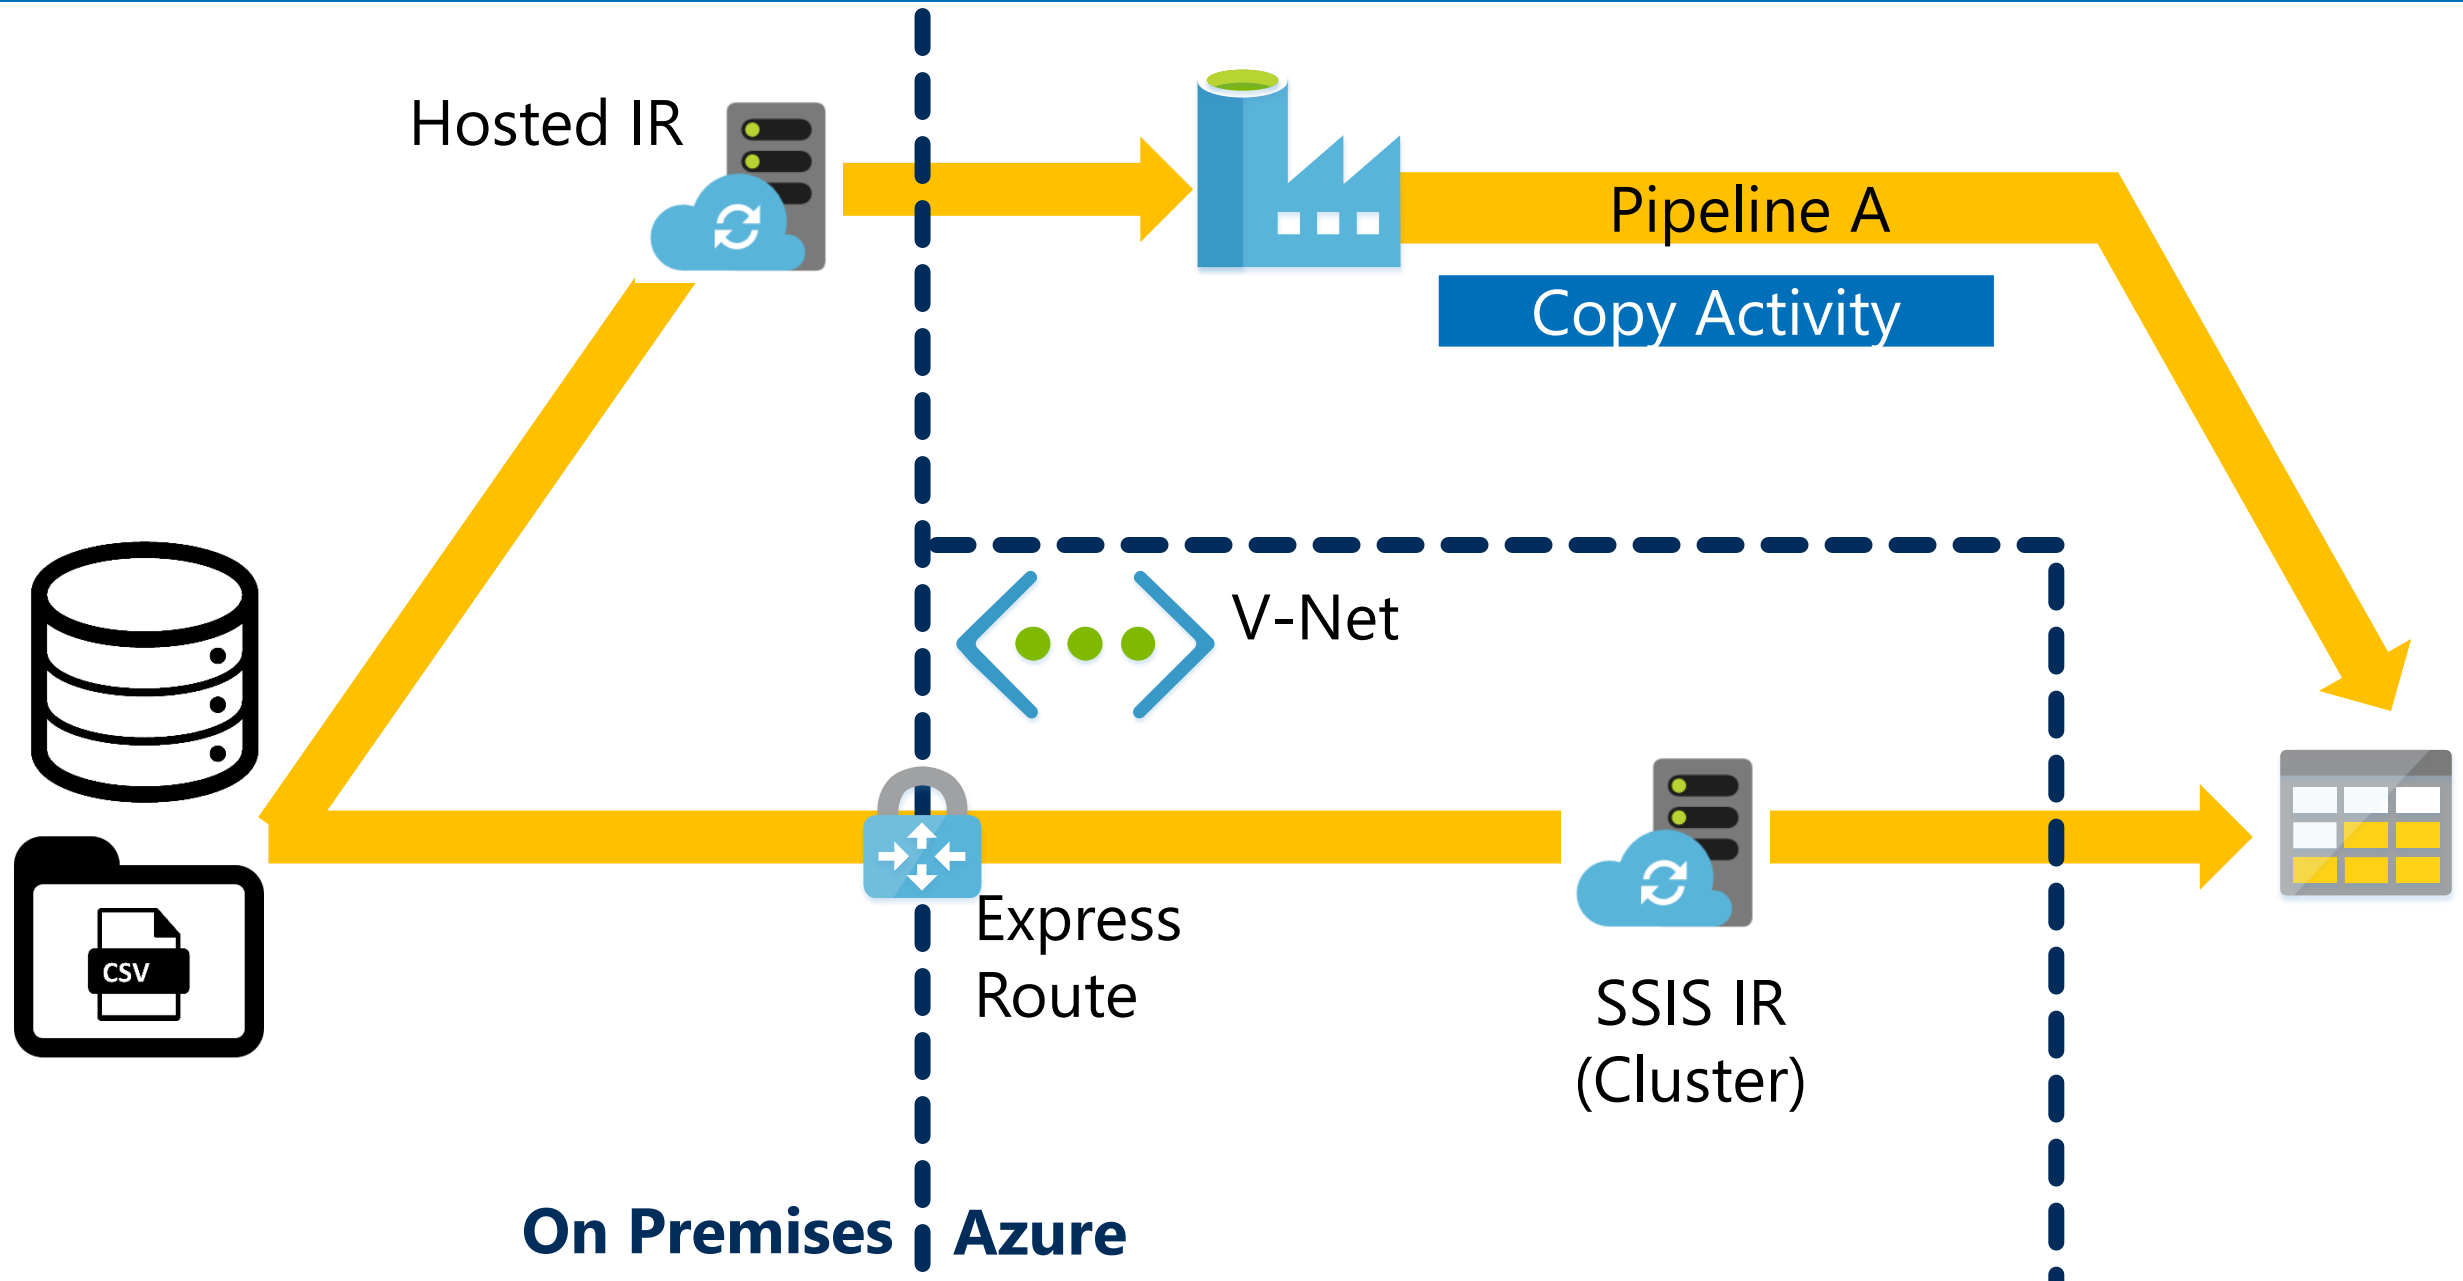 Hosted IR
Pipeline A
Copy Activity
V-Net
Express
Route
CSV
SSIS IR
(Cluster)
On Premises
Azure